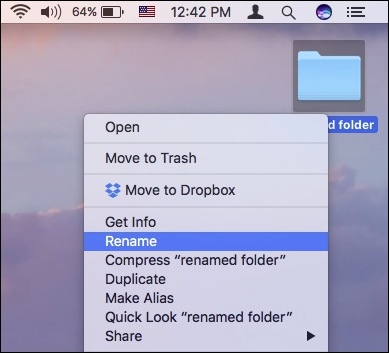 64% 12:42 PM
d folder
Open
Move to Trash
Move to Dropbox
Get Info
Rename
Compress “renamed folder”
Duplicate
Make Alias
Quick Look “renamed folder”
Share